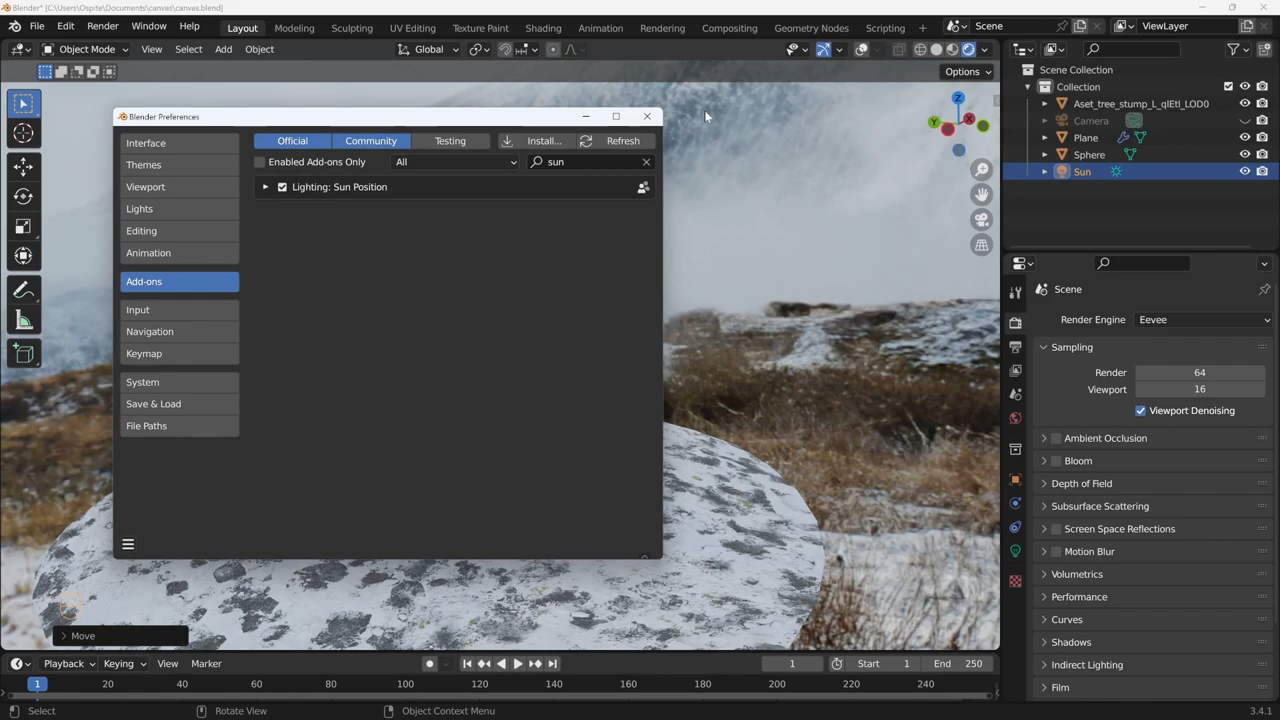 Blender* [C:\Users\Ospite\Documents\canvas\canvas.blend]
File Edit Render Window Help Layout Modeling Sculpting UV Editing Texture Paint Shading Animation Rendering Compositing Geometry Nodes Scripting + Scene ViewLayer
Object Mode View Select Add Object Global
Options
Scene Collection
Collection
Aset_tree_stump_L_qlEtl_LOD0
Camera
Plane
Sphere
Sun
Z
Y
X
Blender Preferences
Interface
Themes
Viewport
Lights
Editing
Animation
Add-ons
Input
Navigation
Keymap
System
Save & Load
File Paths
Official Community Testing Install... Refresh
Enabled Add-ons Only All sun
Lighting: Sun Position
Scene
Render Engine Eevee
Sampling
Render 64
Viewport 16
Viewport Denoising
Ambient Occlusion
Bloom
Depth of Field
Subsurface Scattering
Screen Space Reflections
Motion Blur
Volumetrics
Performance
Curves
Shadows
Indirect Lighting
Film
Move
Playback Keying View Marker 1 Start 1 End 250
1 20 40 60 80 100 120 140 160 180 200 220 240
Select Rotate View Object Context Menu 3.4.1